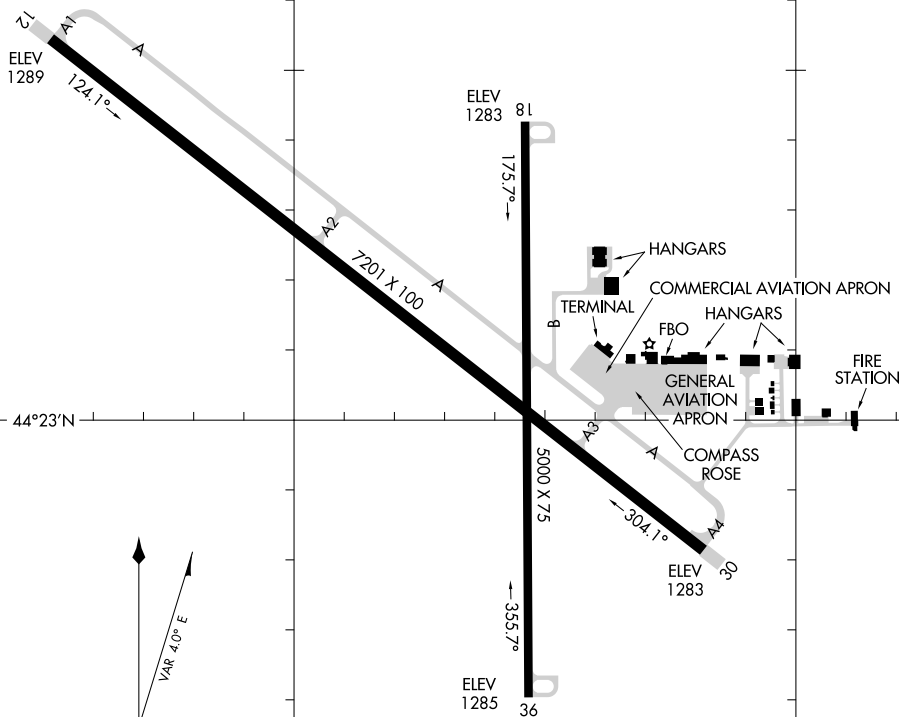 12
A1
A
ELEV
1289
124.1°
ELEV
1283
18
175.7°
A2
7201 X 100
A
HANGARS
COMMERCIAL AVIATION APRON
TERMINAL
HANGARS
B
FBO
FIRE
STATION
GENERAL
AVIATION
APRON
44°23'N
A3
A
COMPASS
ROSE
5000 X 75
304.1°
A4
30
ELEV
1283
VAR 4.0° E
355.7°
ELEV
1285
36